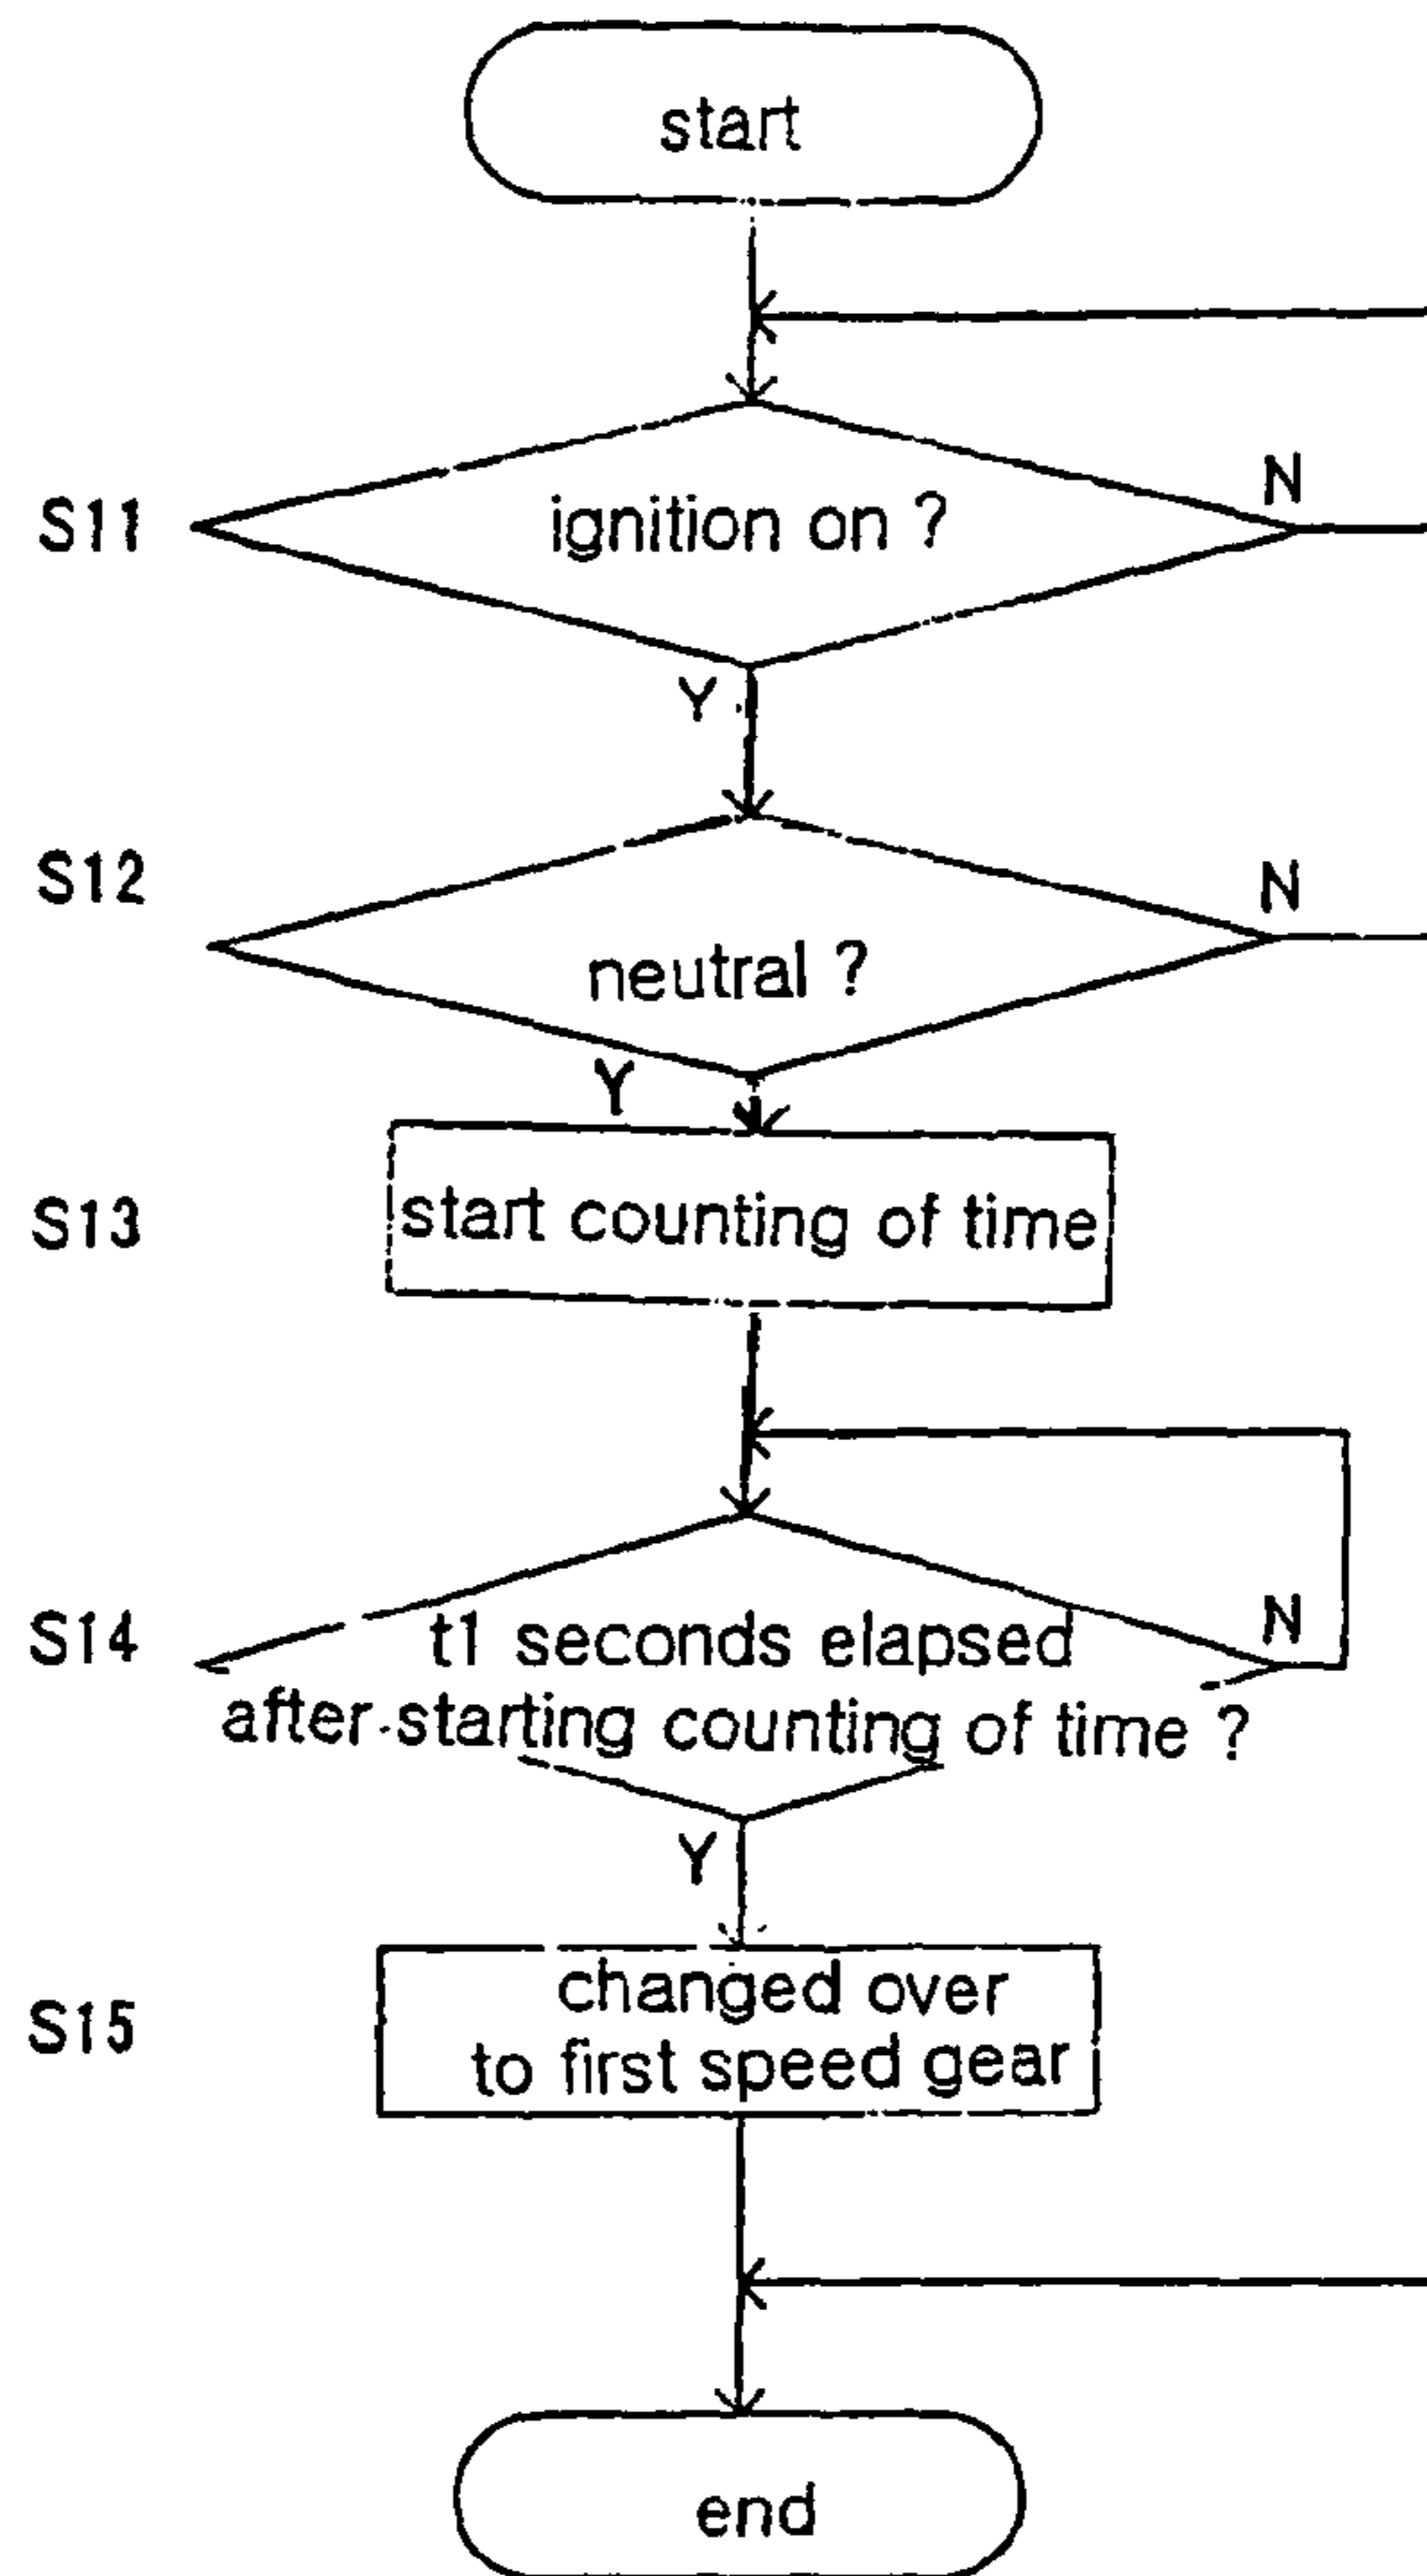 start
S11
ignition on ?
N
Y
S12
neutral ?
N
Y
S13
start counting of time
S14
t1 seconds elapsed
after starting counting of time ?
N
Y
S15
changed over
to first speed gear
end